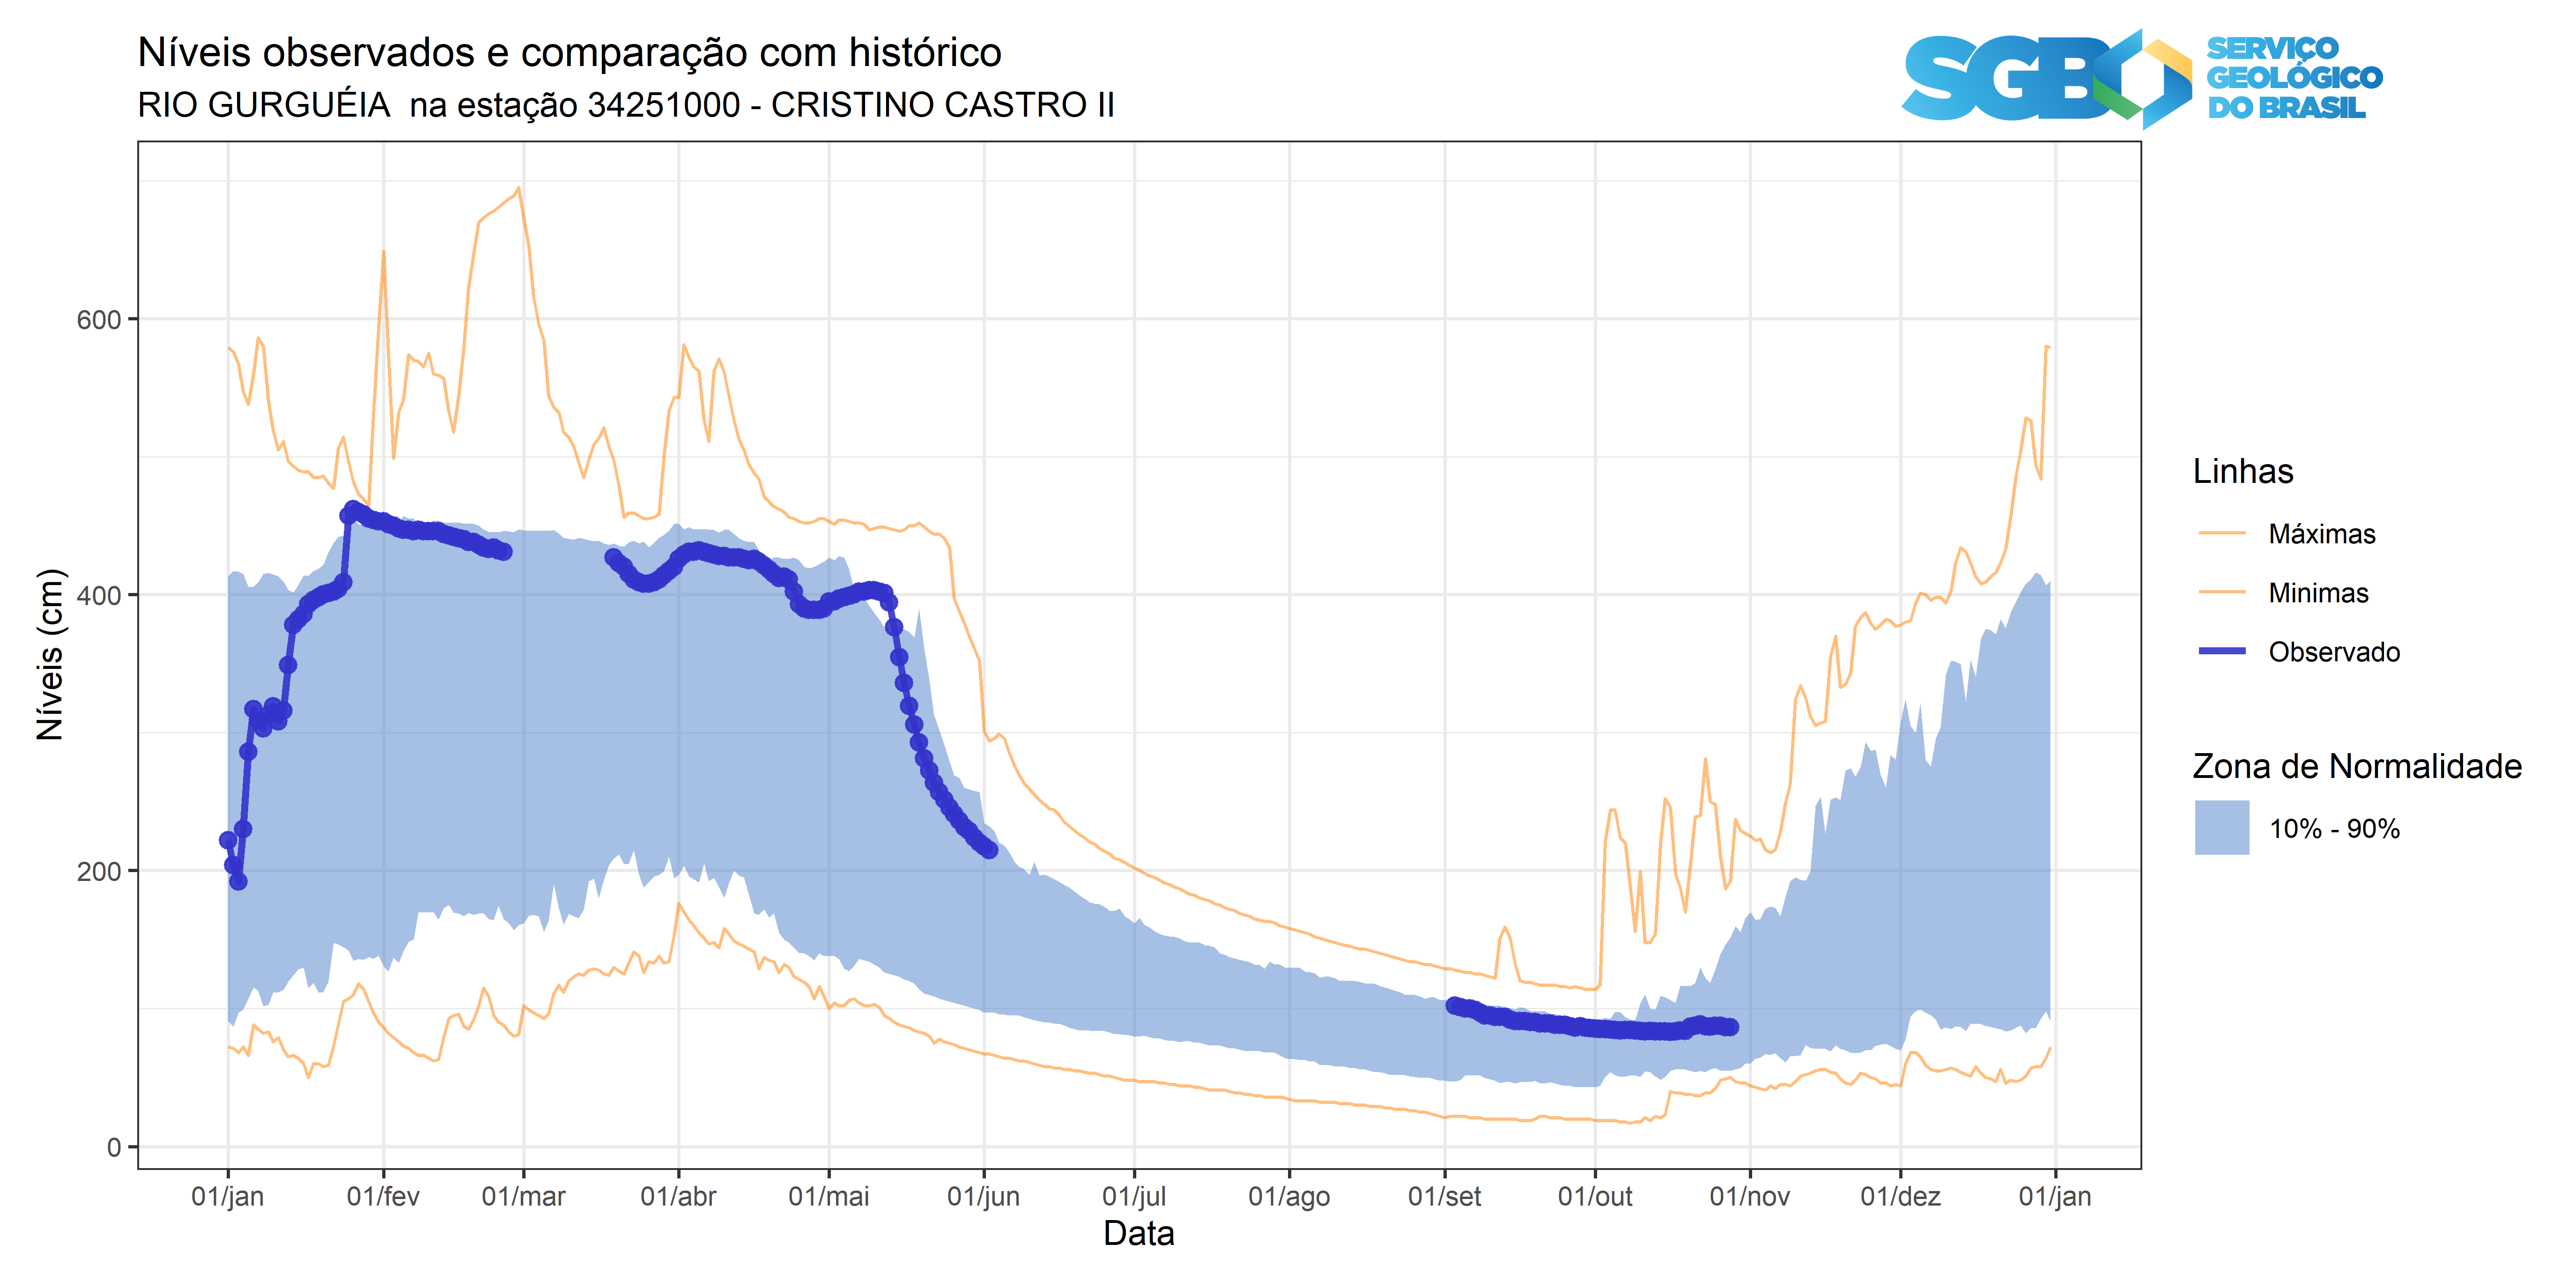 Níveis observados e comparação com histórico
RIO GURGUÉIA  na estação 34251000 - CRISTINO CASTRO II
SGB
SERVIÇO
GEOLÓGICO
DO BRASIL
Níveis (cm)
600
400
200
0
01/jan
01/fev
01/mar
01/abr
01/mai
01/jun
01/jul
01/ago
01/set
01/out
01/nov
01/dez
01/jan
Data
Linhas
Máximas
Minimas
Observado
Zona de Normalidade
10% - 90%